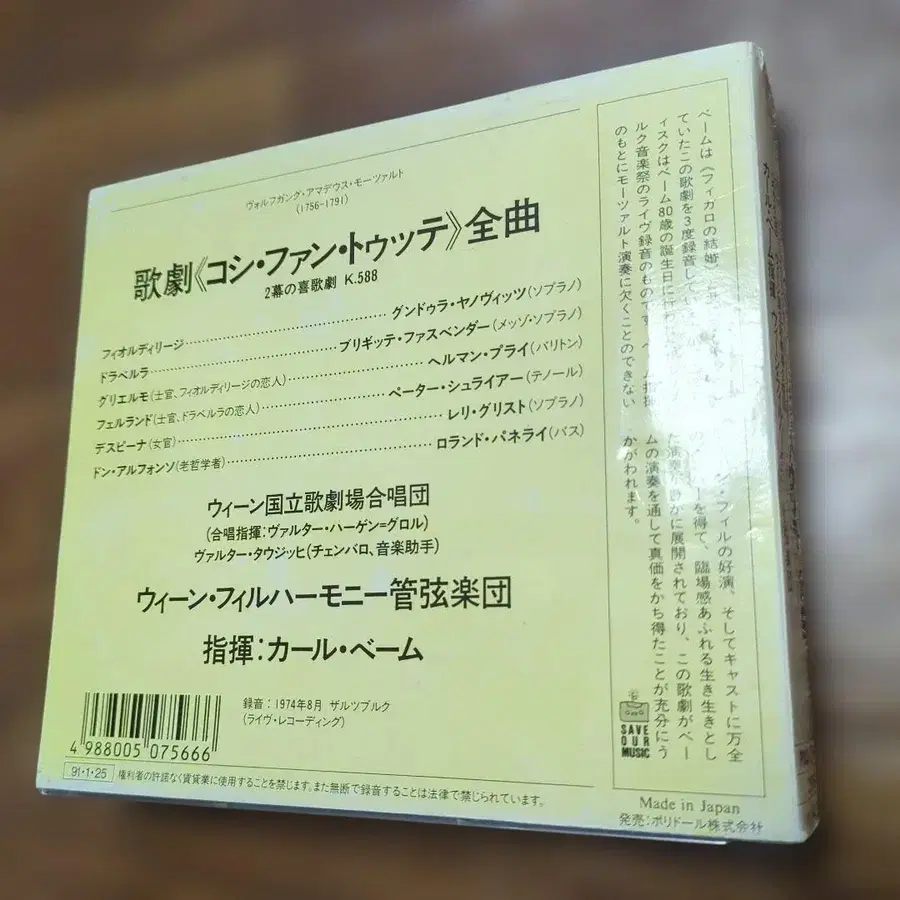 ヴォルフガング・アマデウス・モーツァルト
(1756-1791)
歌劇《コシ・ファン・トゥッテ》全曲
2幕の喜歌劇 K.588
フィオルディリージ……グンドゥラ・ヤノヴィッツ(ソプラノ)
ドラベルラ……ブリギッテ・ファスベンダー(メッゾ・ソプラノ)
グリエルモ(士官、フィオルディリージの恋人)……ヘルマン・プライ(バリトン)
フェルランド(士官、ドラベルラの恋人)……ペーター・シュライアー(テノール)
デスピーナ(女官)……レリ・グリスト(ソプラノ)
ドン・アルフォンソ(老哲学者)……ロランド・パネライ(バス)
ウィーン国立歌劇場合唱団
(合唱指揮:ヴァルター・ハーゲン=グロル)
ヴァルター・タウジッヒ(チェンバロ、音楽助手)
ウィーン・フィルハーモニー管弦楽団
指揮:カール・ベーム
録音:1974年8月 ザルツブルク
(ライヴ・レコーディング)
4 988005 075666
91・1・25 権利者の許諾なく賃貸業に使用することを禁じます。また無断で録音することは法律で禁じられています。
ベームは《フィガロの結婚》
ていたこの歌劇を3度録音してい
ィスクはベーム80歳の誕生日に
ルク音楽祭のライヴ録音のものです。
のもとにモーツァルト演奏に欠くことのできない
フィルの好演、そしてキャストに万全
を得て、臨場感あふれる生き生きとし
た演奏が静かに展開されており、この歌劇がベー
ムの演奏を通して真価をかち得たことが充分にう
かがわれます。
SAVE
OUR
MUSIC
Made in Japan
発売:ポリドール株式会社